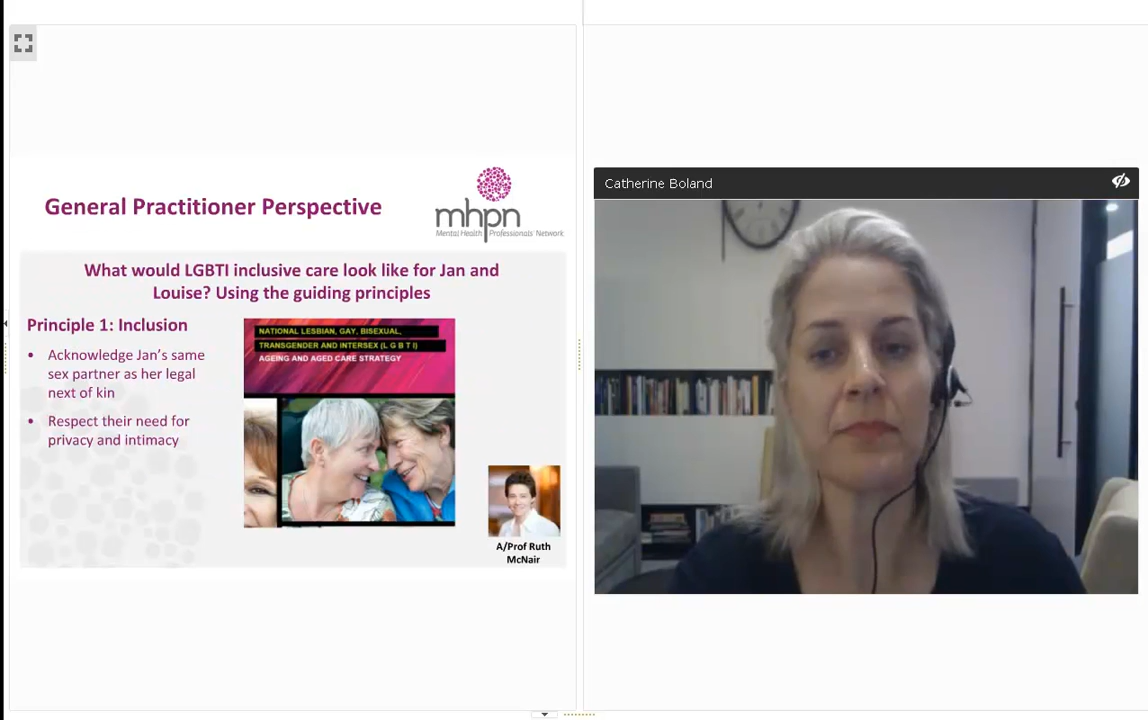 General Practitioner Perspective
mhpn
Mental Health Professionals' Network
What would LGBTI inclusive care look like for Jan and
Louise? Using the guiding principles
Principle 1: Inclusion
• Acknowledge Jan's same
sex partner as her legal
next of kin
• Respect their need for
privacy and intimacy
NATIONAL LESBIAN, GAY, BISEXUAL,
TRANSGENDER AND INTERSEX (L G B T I)
AGEING AND AGED CARE STRATEGY
A/Prof Ruth
McNair
Catherine Boland